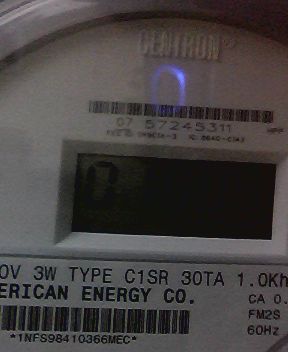 CENTRON
07 57245311
0V 3W TYPE C1SR 30TA 1.0Kh
ERICAN ENERGY CO.
CA 0.
FM2S
60Hz
*1NFS98410366MEC*